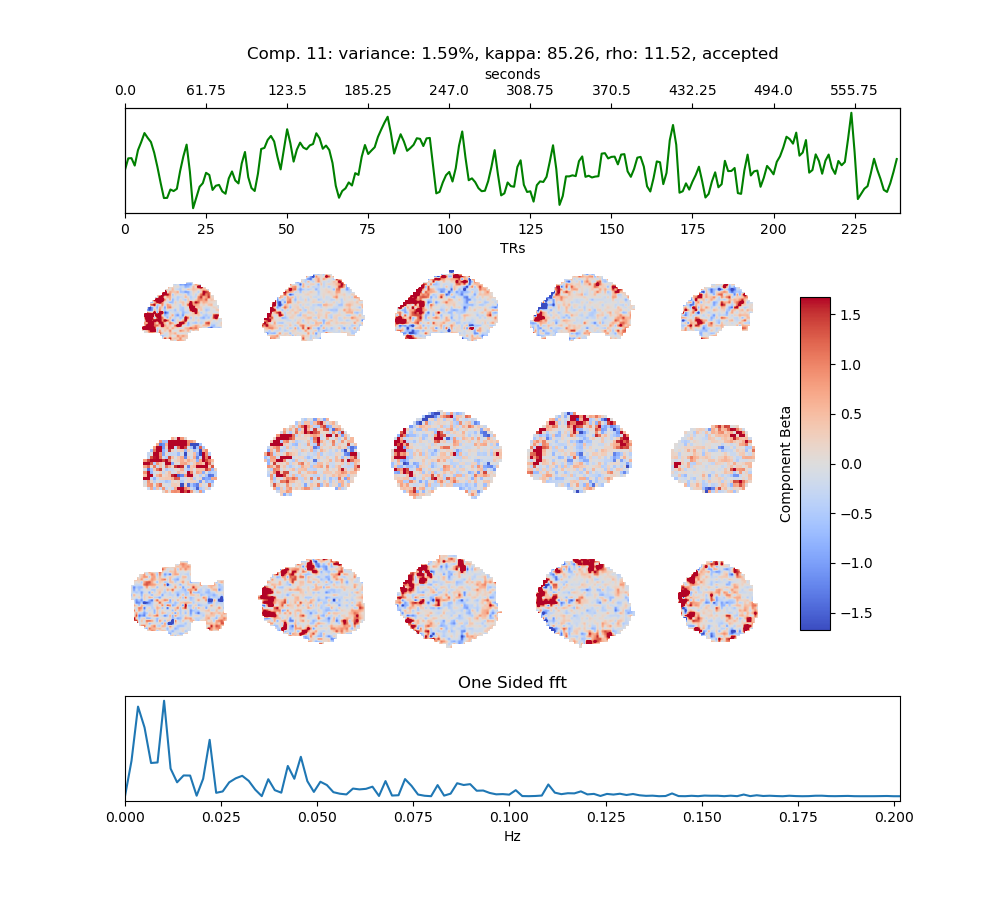 Comp. 11: variance: 1.59%, kappa: 85.26, rho: 11.52, accepted
seconds
0.0 61.75 123.5 185.25 247.0 308.75 370.5 432.25 494.0 555.75
0 25 50 75 100 125 150 175 200 225
TRs
1.5
1.0
0.5
0.0
−0.5
−1.0
−1.5
Component Beta
One Sided fft
0.000 0.025 0.050 0.075 0.100 0.125 0.150 0.175 0.200
Hz